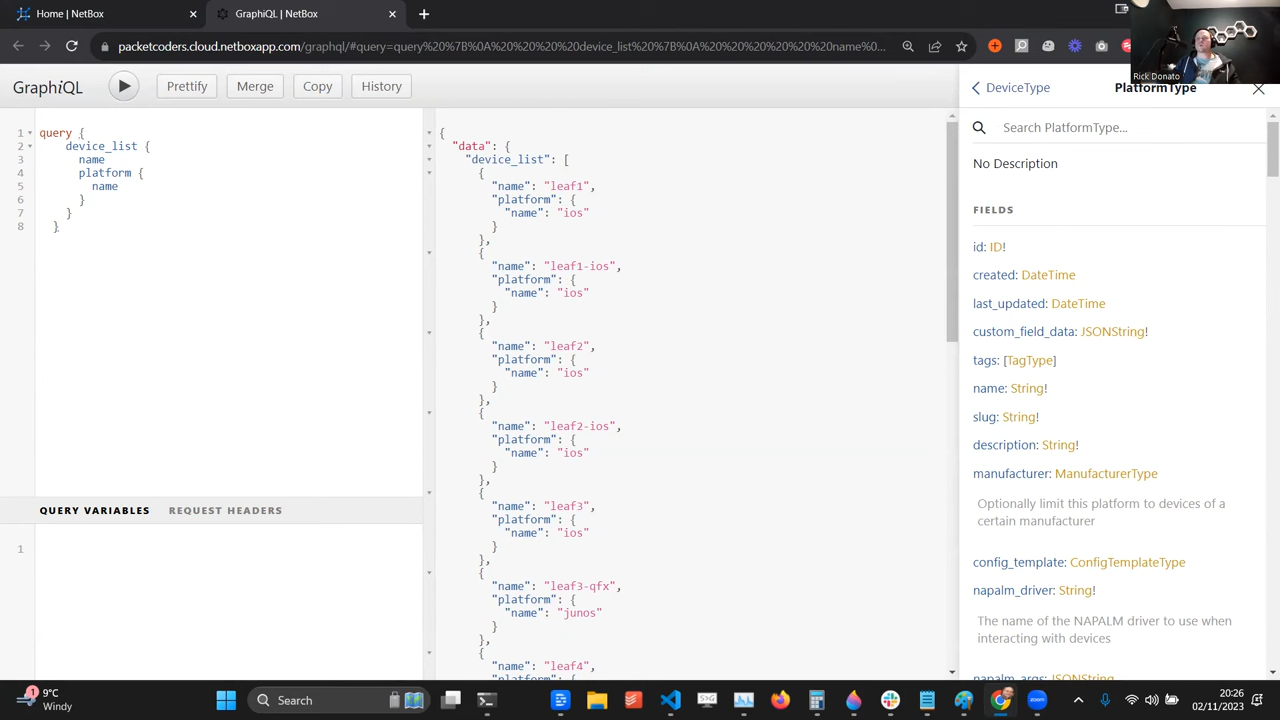 Home | NetBox
GraphiQL | NetBox
packetcoders.cloud.netboxapp.com/graphql/#query=query%20%7B%0A%20%20%20%20device_list%20%7B%0A%20%20%20%20%20%20name%0...
Rick Donato
GraphiQL
Prettify
Merge
Copy
History
1 query {
2 device_list {
3 name
4 platform {
5 name
6 }
7 }
8 }
QUERY VARIABLES
REQUEST HEADERS
1
{
"data": {
"device_list": [
{
"name": "leaf1",
"platform": {
"name": "ios"
}
},
{
"name": "leaf1-ios",
"platform": {
"name": "ios"
}
},
{
"name": "leaf2",
"platform": {
"name": "ios"
}
},
{
"name": "leaf2-ios",
"platform": {
"name": "ios"
}
},
{
"name": "leaf3",
"platform": {
"name": "ios"
}
},
{
"name": "leaf3-qfx",
"platform": {
"name": "junos"
}
},
{
"name": "leaf4",
DeviceType
PlatformType
Search PlatformType...
No Description
FIELDS
id: ID!
created: DateTime
last_updated: DateTime
custom_field_data: JSONString!
tags: [TagType]
name: String!
slug: String!
description: String!
manufacturer: ManufacturerType
Optionally limit this platform to devices of a
certain manufacturer
config_template: ConfigTemplateType
napalm_driver: String!
The name of the NAPALM driver to use when
interacting with devices
napalm_args: JSONString
1
9°C
Windy
Search
zoom
20:26
02/11/2023